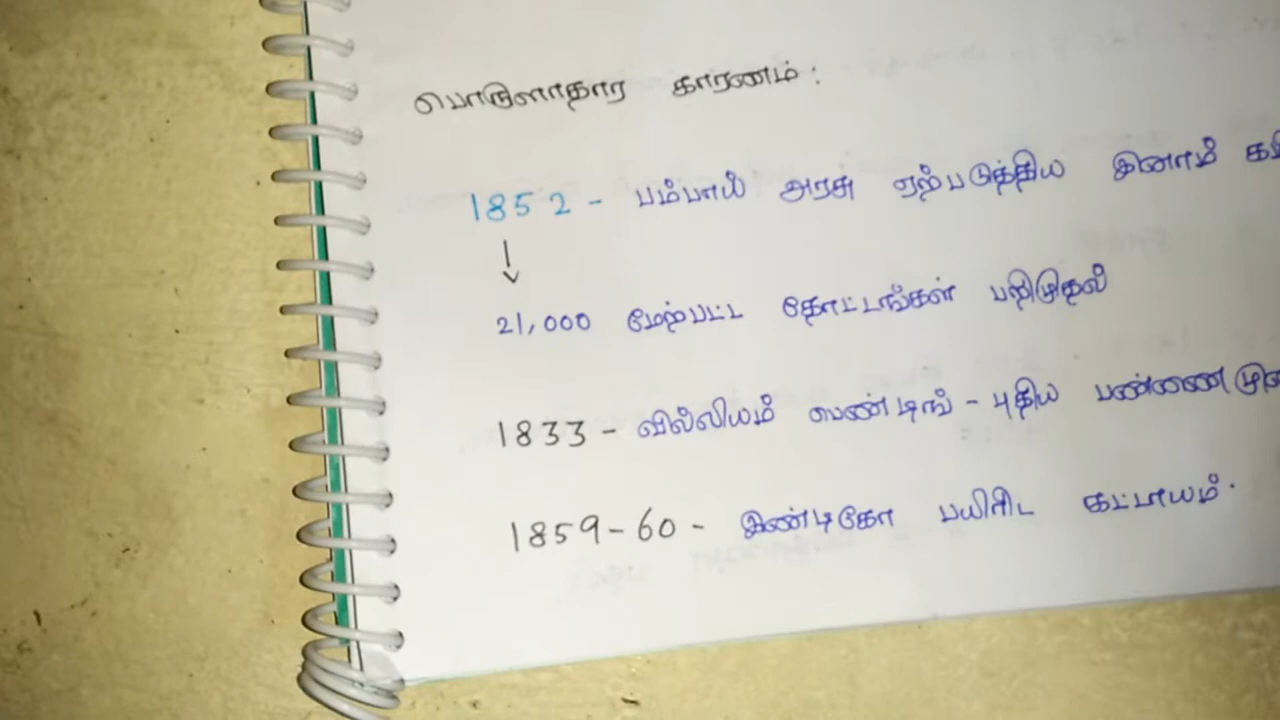 பொருளாதார காரணம் :
1852 - பம்பாய் அரசு ஏற்படுத்திய இனாம்
21,000 மேற்பட்ட தோட்டங்கள் பறிமுதல்
1833 - வில்லியம் பெண்டிங் - புதிய பண்ணை
1859-60 - இண்டிகோ பயிரிட கட்டாயம்.